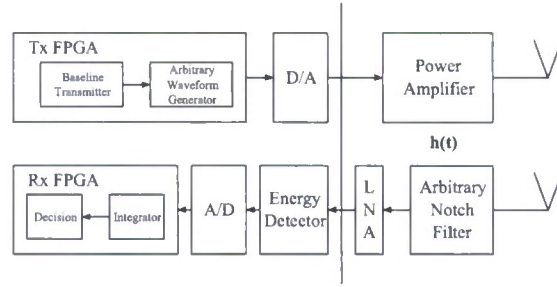 Tx FPGA
Baseline
Transmitter
Arbitrary
Waveform
Generator
D/A
Power
Amplifier
h(t)
Rx FPGA
Decision
Integrator
A/D
Energy
Detector
L
N
A
Arbitrary
Notch
Filter